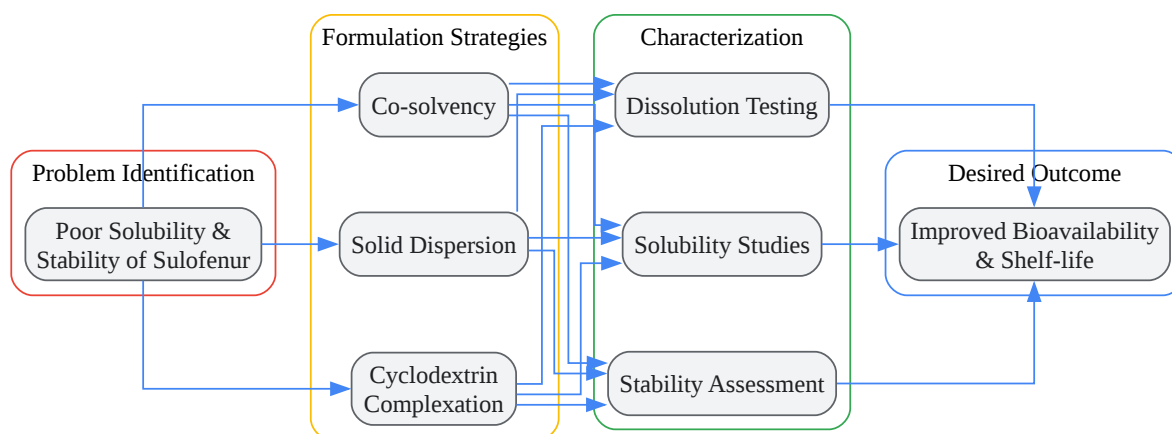 Formulation Strategies
Characterization
Co-solvency
Dissolution Testing
Problem Identification
Desired Outcome
Poor Solubility &
Stability of Sulofenur
Solid Dispersion
Solubility Studies
Improved Bioavailability
& Shelf-life
Cyclodextrin
Complexation
Stability Assessment